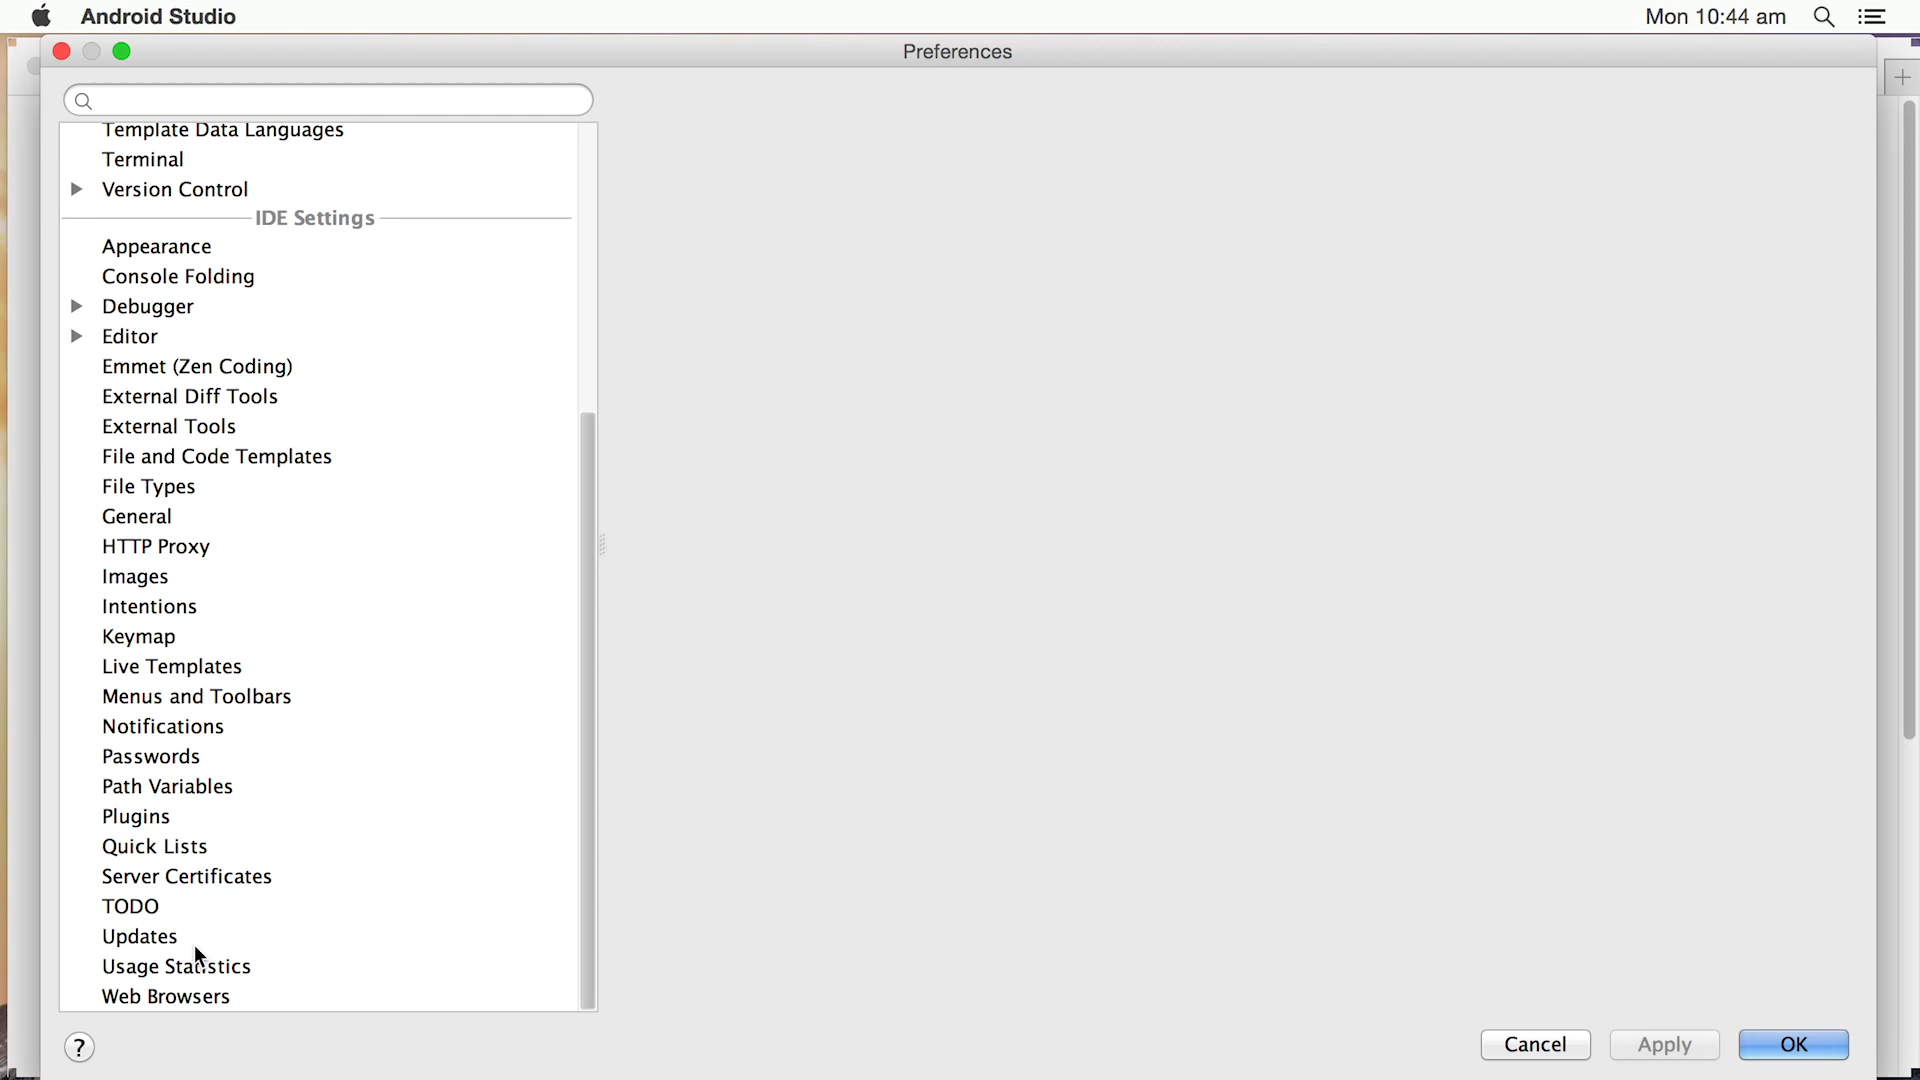 Android Studio
Mon 10:44 am
Preferences
Template Data Languages
Terminal
Version Control
IDE Settings
Appearance
Console Folding
Debugger
Editor
Emmet (Zen Coding)
External Diff Tools
External Tools
File and Code Templates
File Types
General
HTTP Proxy
Images
Intentions
Keymap
Live Templates
Menus and Toolbars
Notifications
Passwords
Path Variables
Plugins
Quick Lists
Server Certificates
TODO
Updates
Usage Statistics
Web Browsers
?
Cancel
Apply
OK